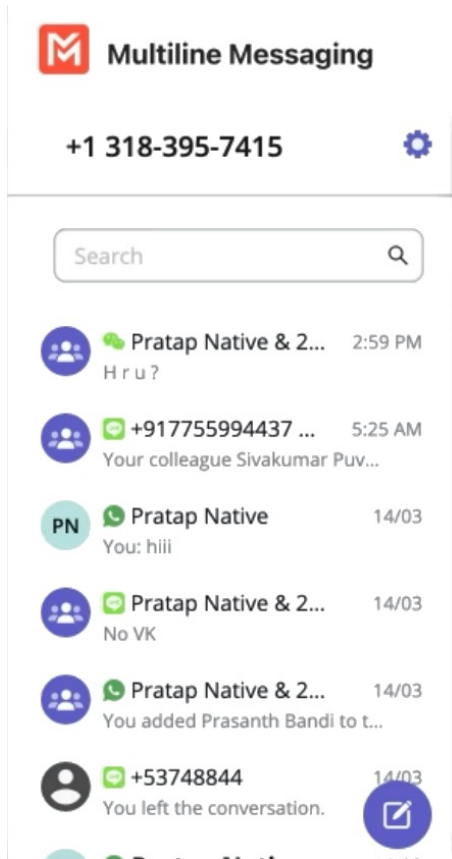 Multiline Messaging
+1 318-395-7415
Search
Pratap Native & 2... 2:59 PM
H r u ?
+917755994437 ... 5:25 AM
Your colleague Sivakumar Puv...
PN Pratap Native 14/03
You: hiii
Pratap Native & 2... 14/03
No VK
Pratap Native & 2... 14/03
You added Prasanth Bandi to t...
+53748844 14/03
You left the conversation.